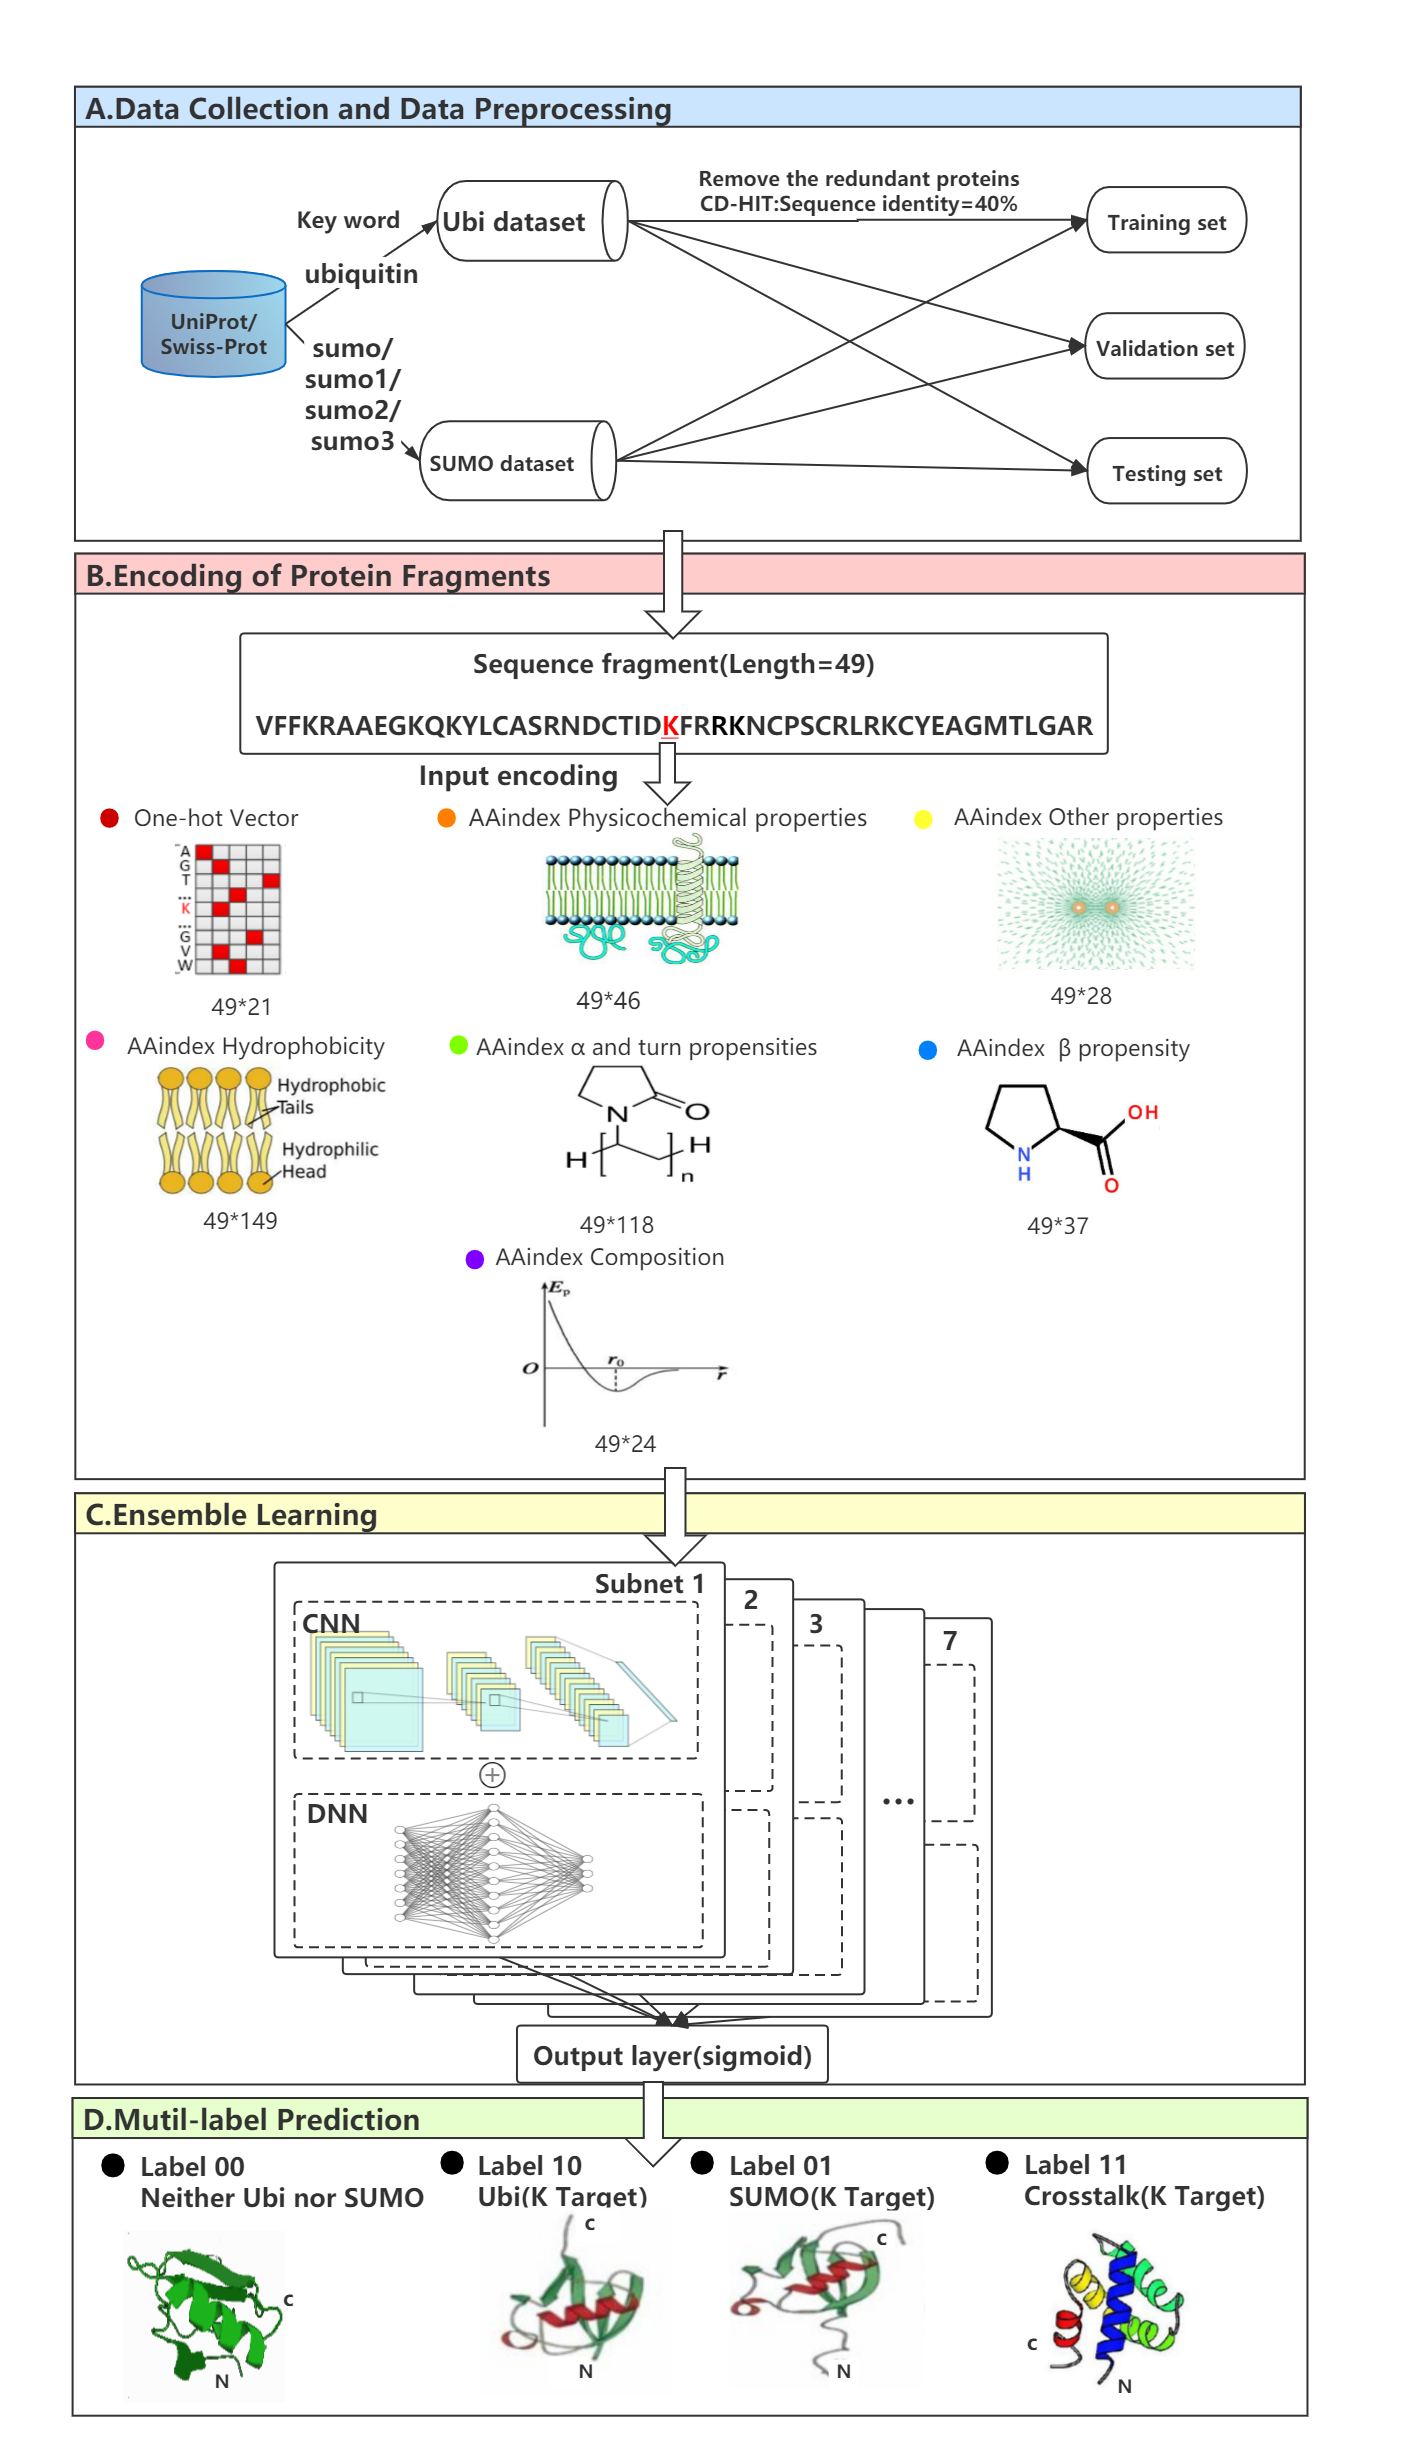 A.Data Collection and Data Preprocessing
Remove the redundant proteins
CD-HIT:Sequence identity=40%
Key word
Ubi dataset
Training set
ubiquitin
UniProt/
Swiss-Prot
sumo/
sumo1/
sumo2/
sumo3
Validation set
SUMO dataset
Testing set
B.Encoding of Protein Fragments
Sequence fragment(Length=49)
VFFKRAAEGKQKYLCASRNDCTIDKFRRKNCPSCRLRKCYEAGMTLGAR
Input encoding
One-hot Vector
A
G
T
...
K
...
G
V
W
49*21
AAindex Physicochemical properties
49*46
AAindex Other properties
49*28
AAindex Hydrophobicity
Hydrophobic
Tails
Hydrophilic
Head
49*149
AAindex α and turn propensities
N
O
H
H
n
49*118
AAindex β propensity
OH
N
H
O
49*37
AAindex Composition
Ep
O
r0
r
49*24
C.Ensemble Learning
Subnet 1
2
3
7
CNN
...
DNN
Output layer(sigmoid)
D.Mutil-label Prediction
Label 00
Neither Ubi nor SUMO
C
N
Label 10
Ubi(K Target)
C
N
Label 01
SUMO(K Target)
C
N
Label 11
Crosstalk(K Target)
C
N